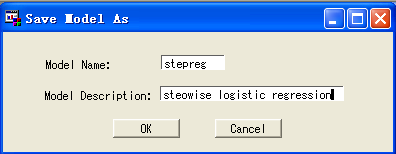 Save Model As
Model Name: stepreg
Model Description: steowise logistic regression
OK Cancel